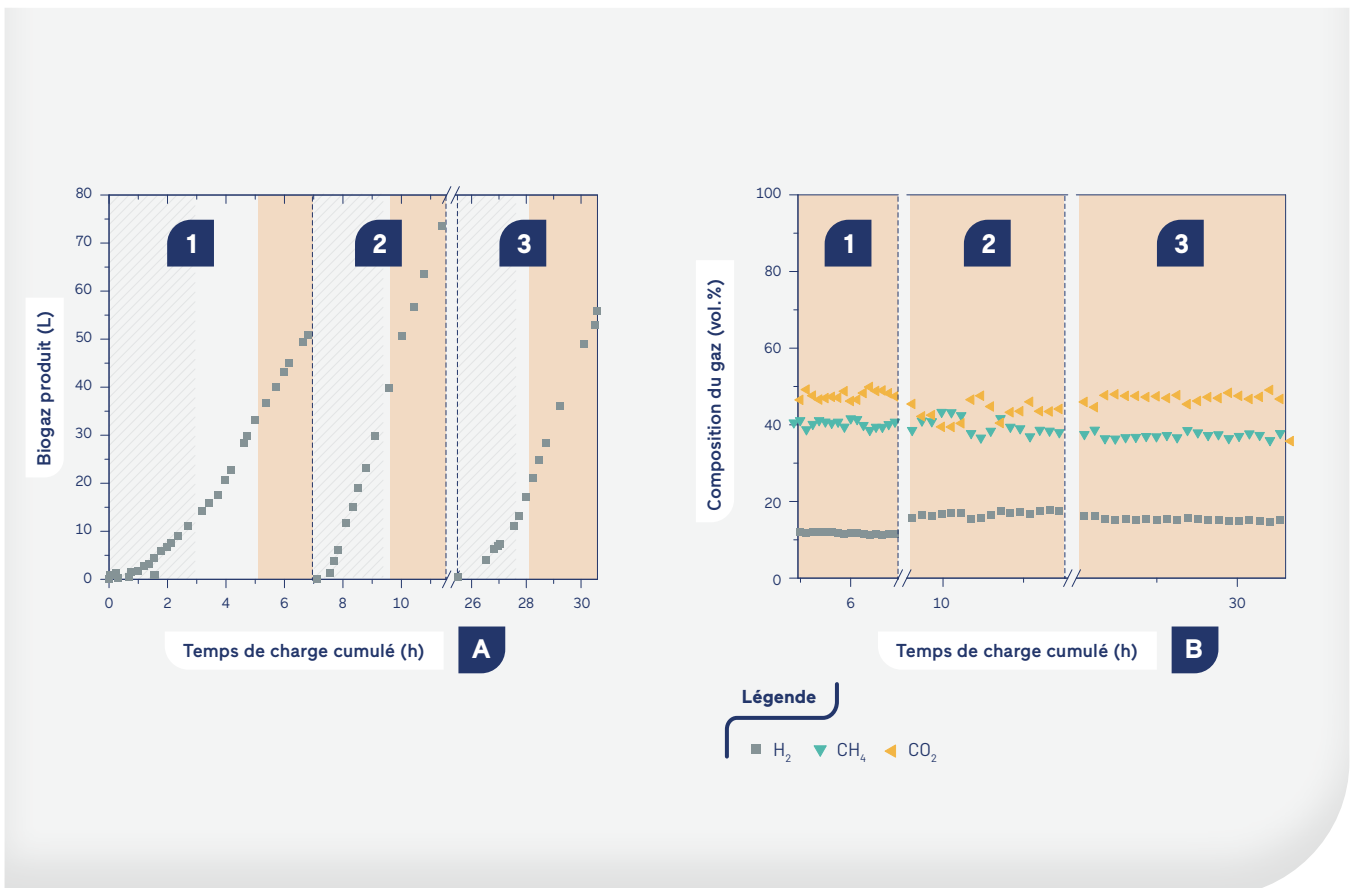 80
70
60
50
40
30
20
10
0
Biogaz produit (L)
1
2
3
0 2 4 6 8 10 26 28 30
Temps de charge cumulé (h)
A
100
80
60
40
20
0
Composition du gaz (vol.%)
1
2
3
6 10 30
Temps de charge cumulé (h)
B
Légende
H₂ CH₄ CO₂